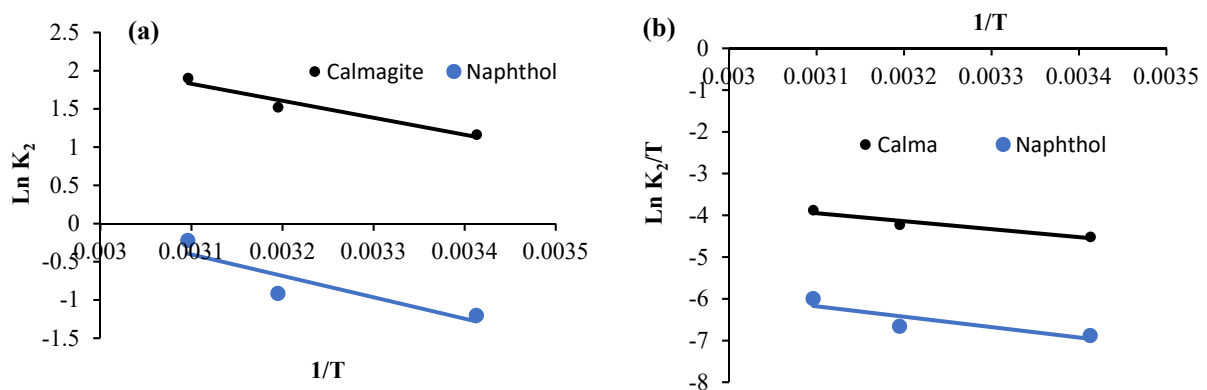 (a)
2.5
2
1.5
1
0.5
0
-0.5
-1
-1.5
0.003 0.0031 0.0032 0.0033 0.0034 0.0035
Calmagite Naphthol
Ln K₂
1/T
(b)
1/T
0
-1
-2
-3
-4
-5
-6
-7
-8
0.003 0.0031 0.0032 0.0033 0.0034 0.0035
Calma Naphthol
Ln K₂/T